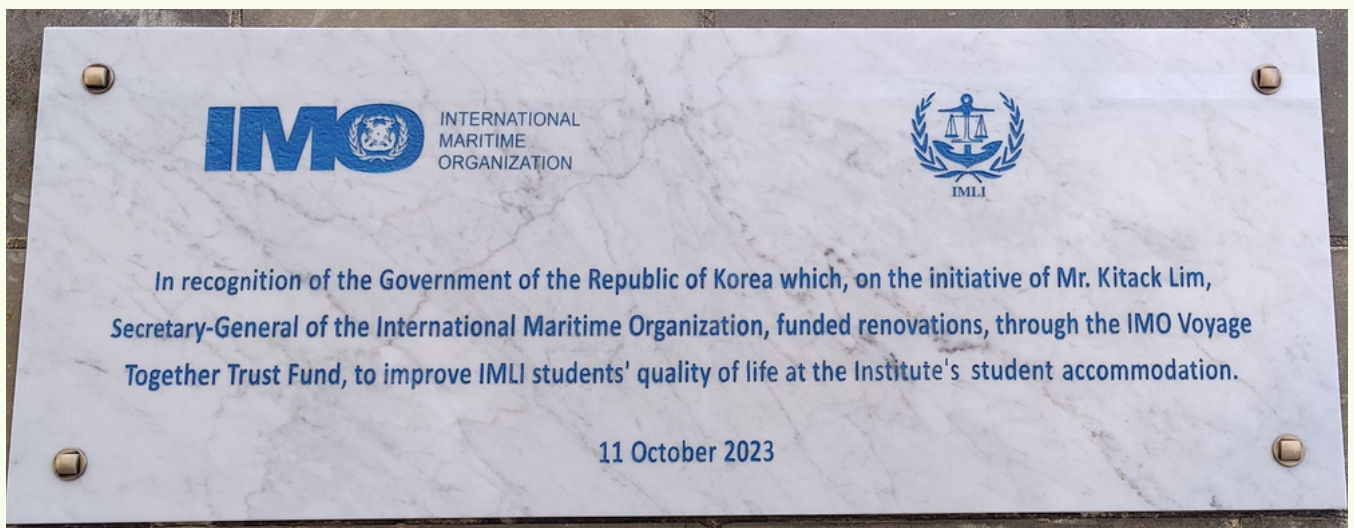 IMO
INTERNATIONAL
MARITIME
ORGANIZATION
IMLI
In recognition of the Government of the Republic of Korea which, on the initiative of Mr. Kitack Lim,
Secretary-General of the International Maritime Organization, funded renovations, through the IMO Voyage
Together Trust Fund, to improve IMLI students' quality of life at the Institute's student accommodation.
11 October 2023